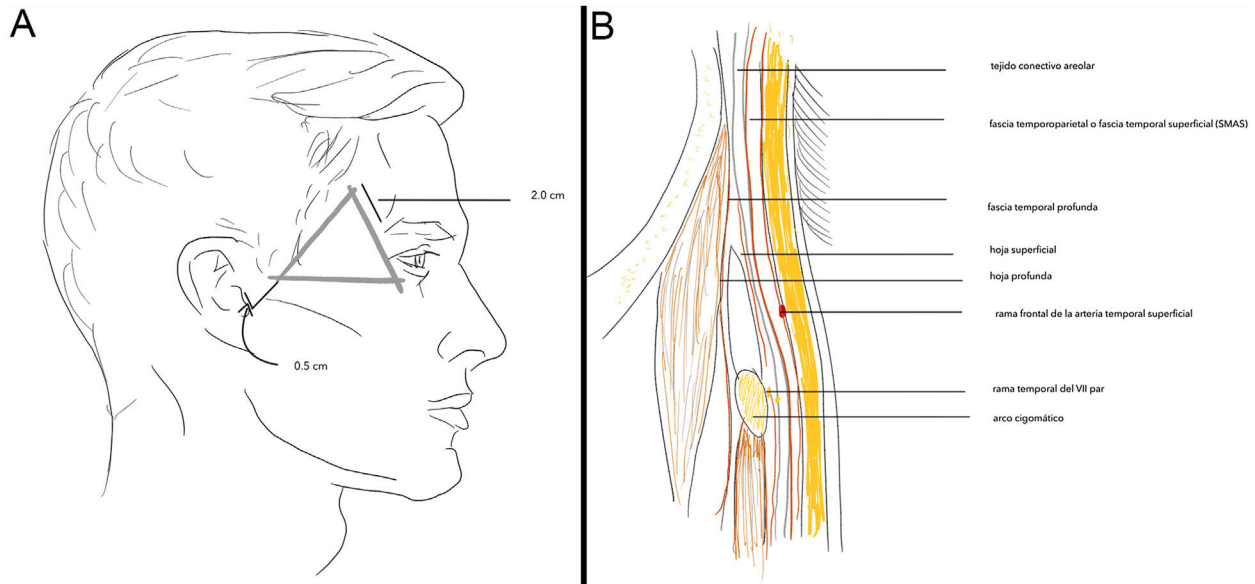 A
2.0 cm
0.5 cm
B
tejido conectivo areolar
fascia temporoparietal o fascia temporal superficial (SMAS)
fascia temporal profunda
hoja superficial
hoja profunda
rama frontal de la arteria temporal superficial
rama temporal del VII par
arco cigomático